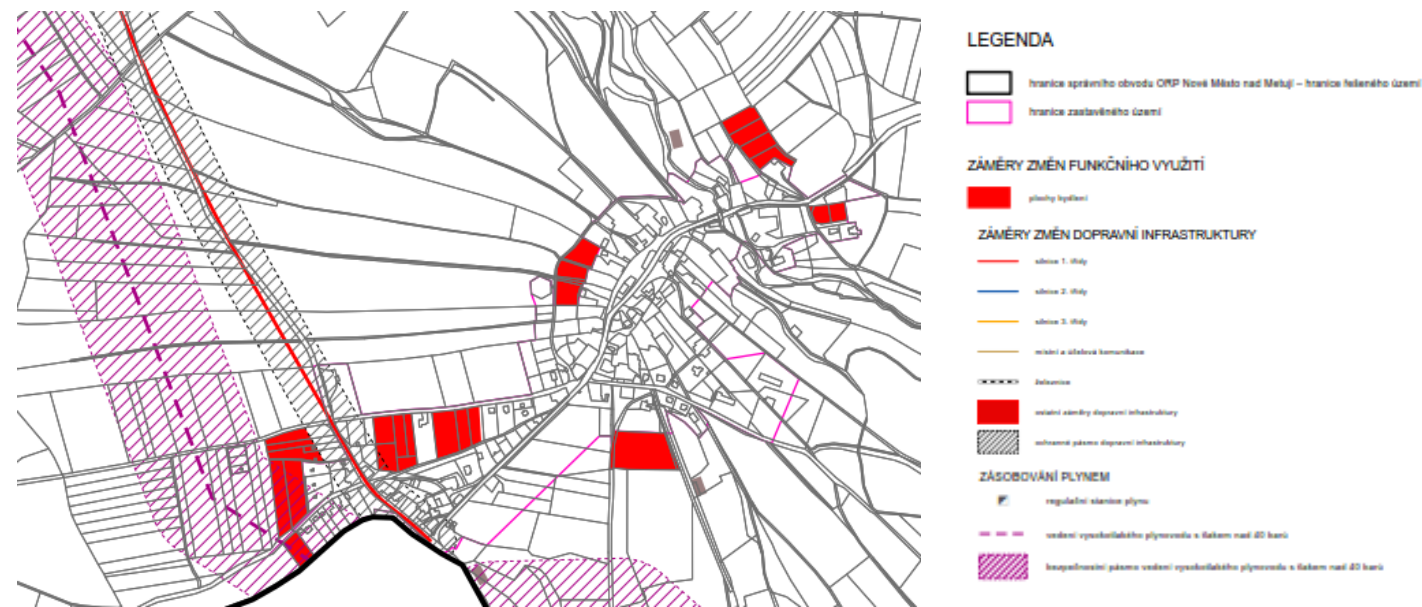 LEGENDA
hranice správního obvodu ORP Nové Město nad Metují – hranice řešeného území
hranice zastavěného území
ZÁMĚRY ZMĚN FUNKČNÍHO VYUŽITÍ
plochy bydlení
ZÁMĚRY ZMĚN DOPRAVNÍ INFRASTRUKTURY
silnice 1. třídy
silnice 2. třídy
silnice 3. třídy
místní a účelová komunikace
železnice
ostatní záměry dopravní infrastruktury
ochranné pásmo dopravní infrastruktury
ZÁSOBOVÁNÍ PLYNEM
regulační stanice plynu
vedení vysokotlakého plynovodu s tlakem nad 40 barů
bezpečnostní pásmo vedení vysokotlakého plynovodu s tlakem nad 40 barů